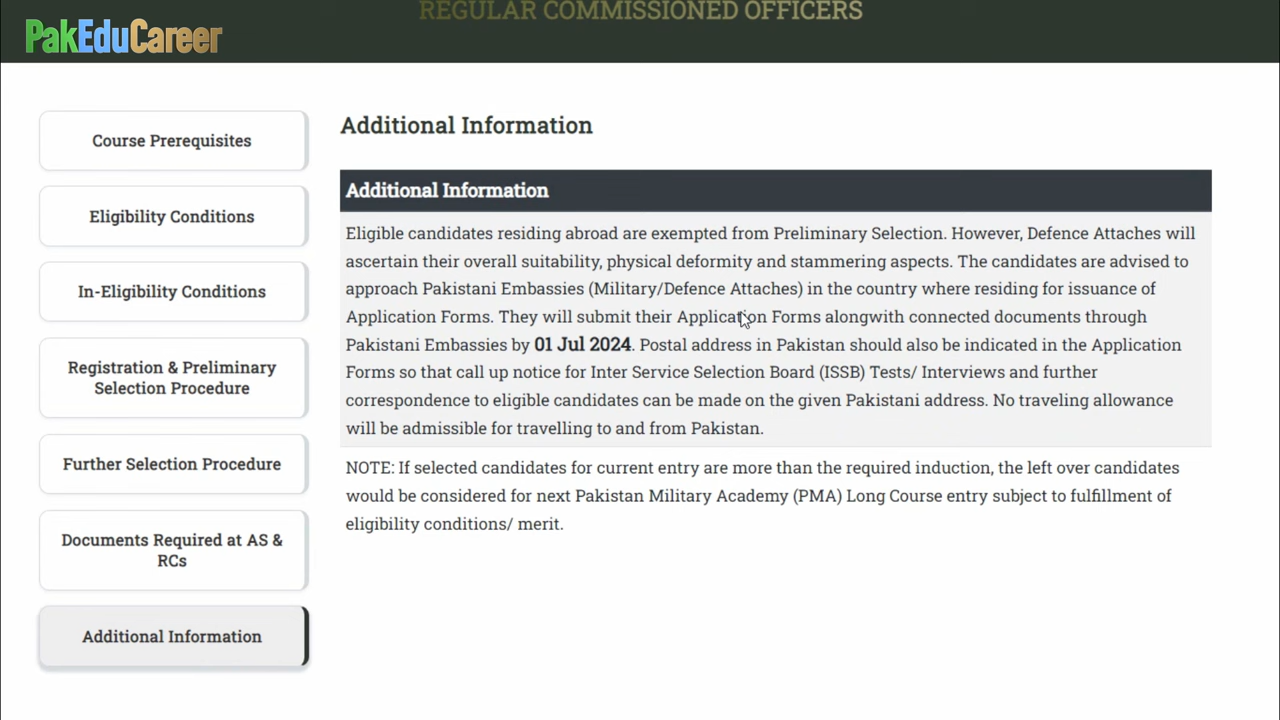 REGULAR COMMISSIONED OFFICERS
PakEduCareer
Course Prerequisites
Eligibility Conditions
In-Eligibility Conditions
Registration & Preliminary
Selection Procedure
Further Selection Procedure
Documents Required at AS &
RCs
Additional Information
Additional Information
Additional Information
Eligible candidates residing abroad are exempted from Preliminary Selection. However, Defence Attaches will
ascertain their overall suitability, physical deformity and stammering aspects. The candidates are advised to
approach Pakistani Embassies (Military/Defence Attaches) in the country where residing for issuance of
Application Forms. They will submit their Application Forms alongwith connected documents through
Pakistani Embassies by 01 Jul 2024. Postal address in Pakistan should also be indicated in the Application
Forms so that call up notice for Inter Service Selection Board (ISSB) Tests/ Interviews and further
correspondence to eligible candidates can be made on the given Pakistani address. No traveling allowance
will be admissible for travelling to and from Pakistan.
NOTE: If selected candidates for current entry are more than the required induction, the left over candidates
would be considered for next Pakistan Military Academy (PMA) Long Course entry subject to fulfillment of
eligibility conditions/ merit.